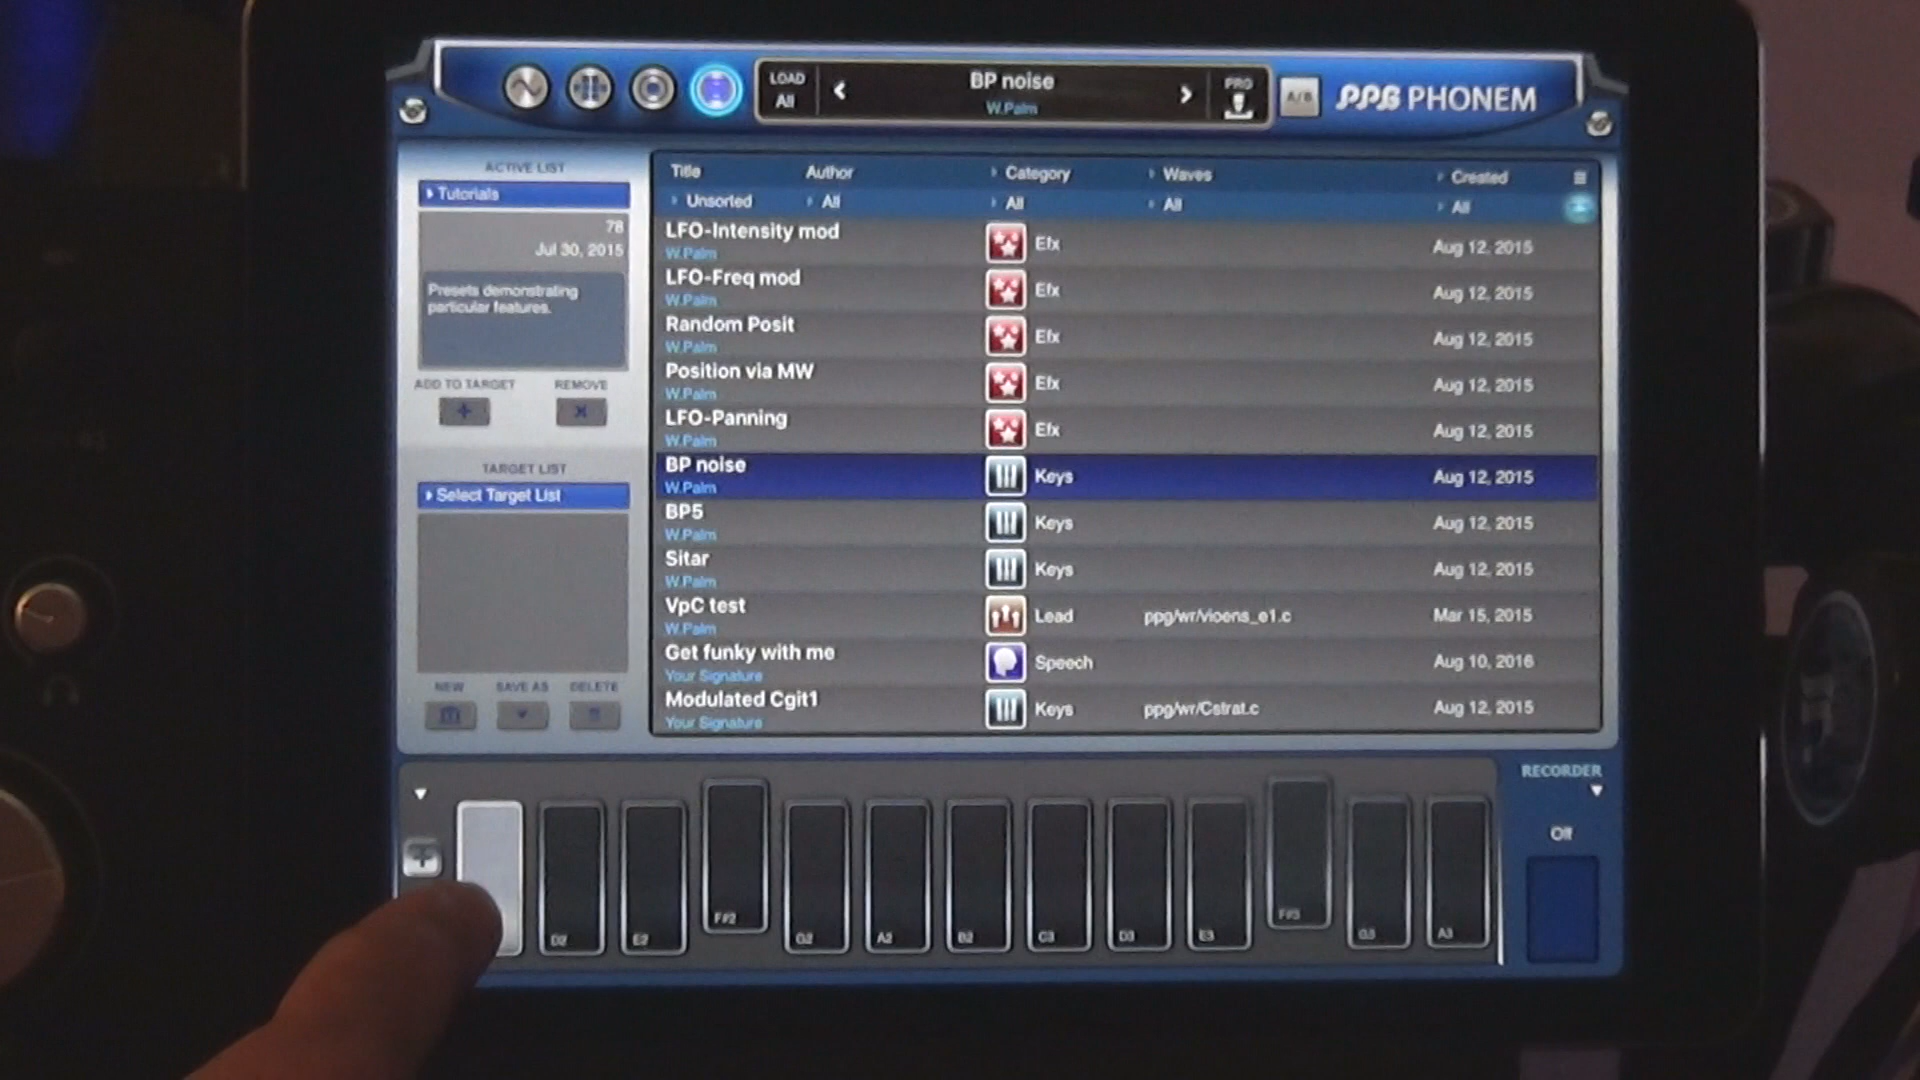 LOAD
All
BP noise
W.Palm
PRO
A/B
PPG PHONEM
ACTIVE LIST
Tutorials
78
Jul 30, 2015
Presets demonstrating
particular features.
ADD TO TARGET REMOVE
TARGET LIST
Select Target List
NEW SAVE AS DELETE
Title Author Category Waves Created
Unsorted All All All All
LFO-Intensity mod Efx Aug 12, 2015
W.Palm
LFO-Freq mod Efx Aug 12, 2015
W.Palm
Random Posit Efx Aug 12, 2015
W.Palm
Position via MW Efx Aug 12, 2015
W.Palm
LFO-Panning Efx Aug 12, 2015
W.Palm
BP noise Keys Aug 12, 2015
W.Palm
BP5 Keys Aug 12, 2015
W.Palm
Sitar Keys Aug 12, 2015
W.Palm
VpC test Lead ppg/wr/vioens_e1.c Mar 15, 2015
W.Palm
Get funky with me Speech Aug 10, 2016
Your Signature
Modulated Cgit1 Keys ppg/wr/Cstrat.c Aug 12, 2015
Your Signature
RECORDER
Off
D2 E2 F#2 G2 A2 B2 C3 D3 E3 F#3 G3 A3